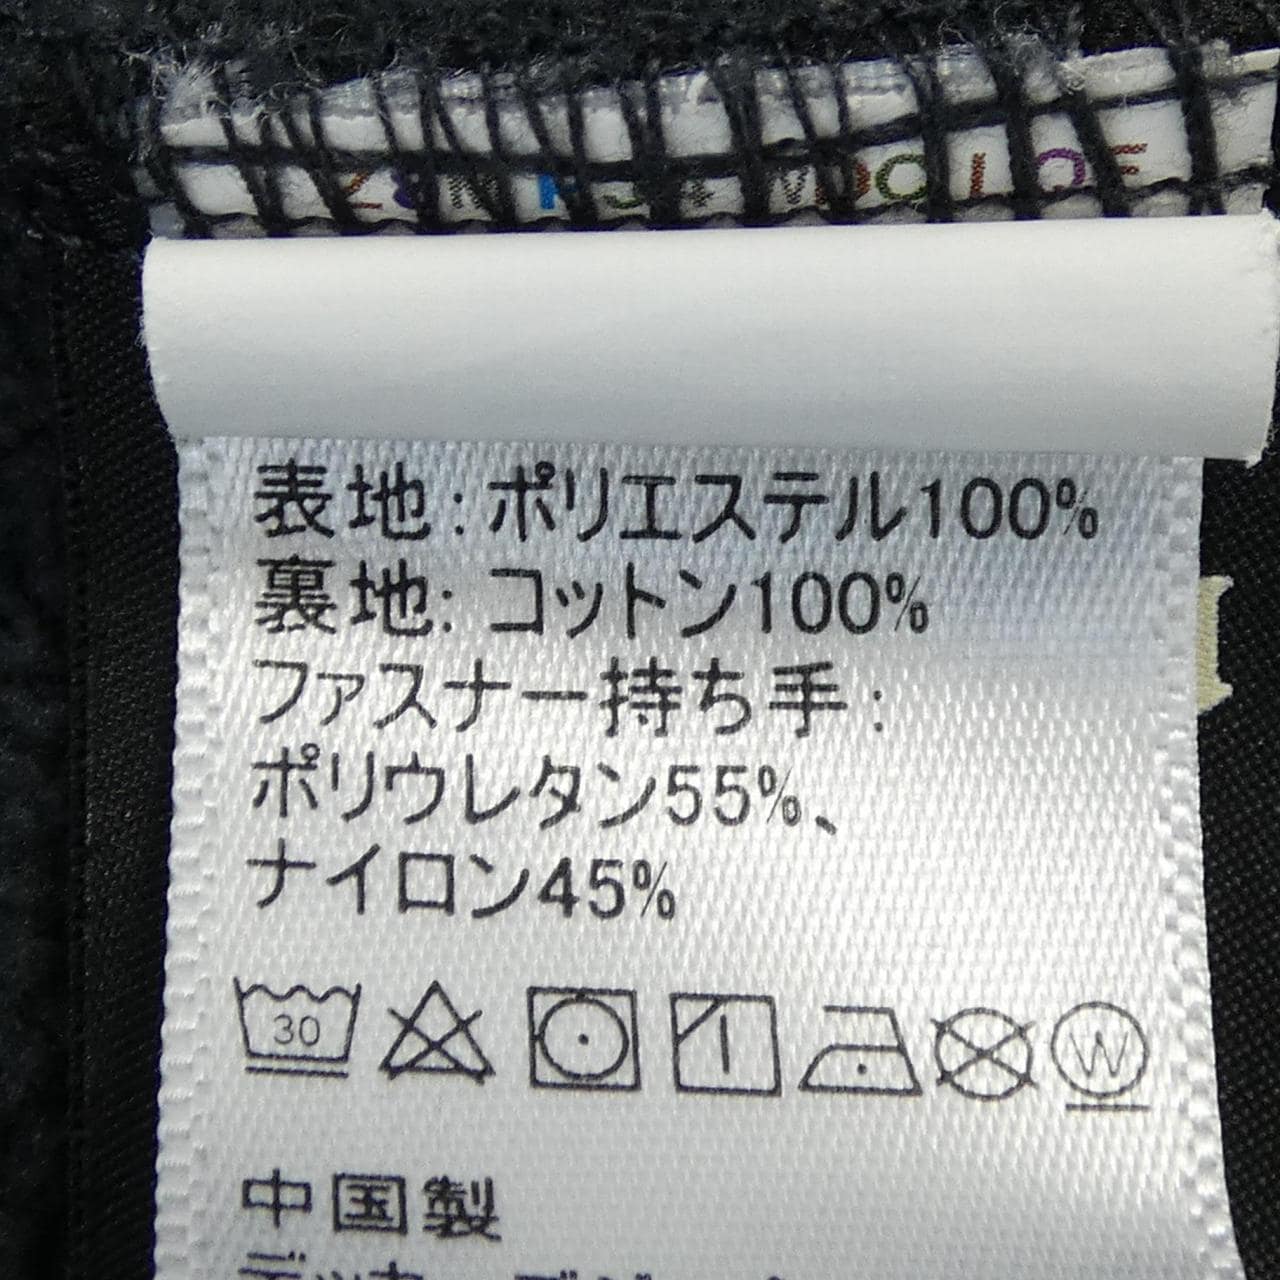 表地:ポリエステル100%
裏地:コットン100%
ファスナー持ち手:
ポリウレタン55%、
ナイロン45%
30
W
中国製